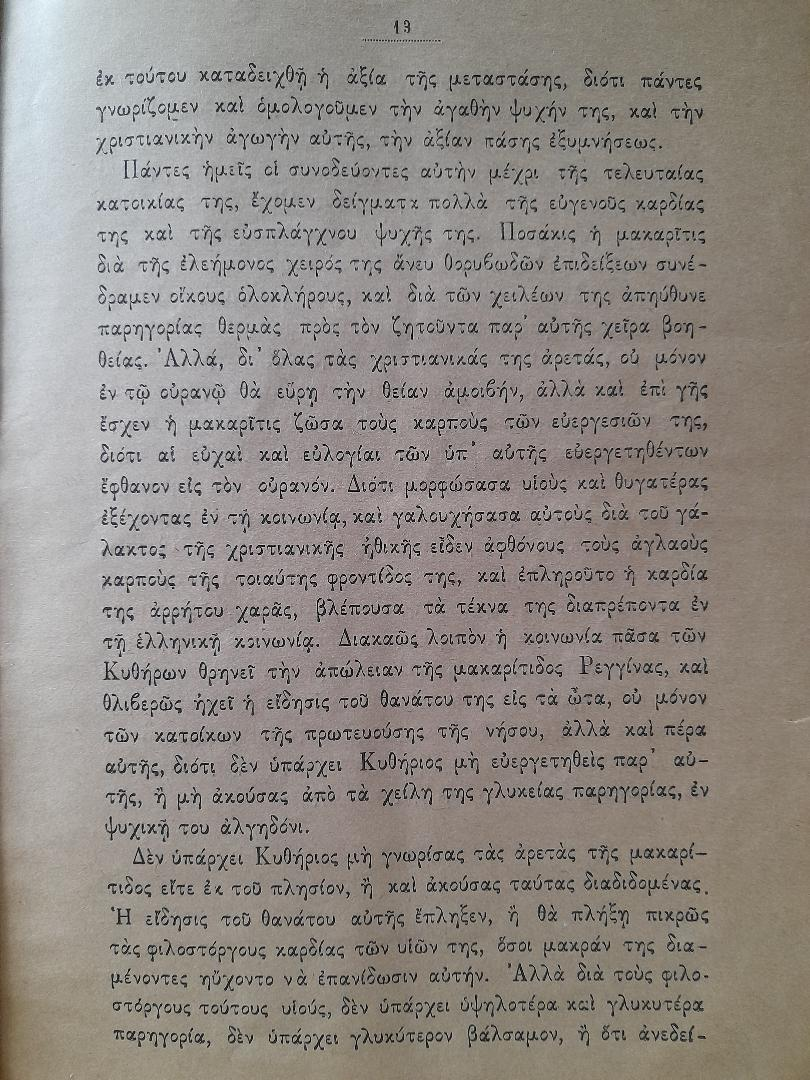 13
ἐκ τούτου καταδειχθῇ ἡ ἀξία τῆς μεταστάσης, διότι πάντες
γνωρίζομεν καὶ ὁμολογοῦμεν τὴν ἀγαθὴν ψυχήν της, καὶ τὴν
χριστιανικὴν ἀγωγὴν αὐτῆς, τὴν ἀξίαν πάσης ἐξυμνήσεως.
Πάντες ἡμεῖς οἱ συνοδεύοντες αὐτὴν μέχρι τῆς τελευταίας
κατοικίας της, ἔχομεν δείγματα πολλὰ τῆς εὐγενοῦς καρδίας
της καὶ τῆς εὐσπλάγχνου ψυχῆς της. Ποσάκις ἡ μακαρῖτις
διὰ τῆς ἐλεήμονος χειρός της ἄνευ θορυβωδῶν ἐπιδείξεων συνέ-
δραμεν οἴκους ὁλοκλήρους, καὶ διὰ τῶν χειλέων της ἀπηύθυνε
παρηγορίας θερμὰς πρὸς τὸν ζητοῦντα παρ' αὐτῆς χεῖρα βοη-
θείας. Ἀλλά, δι' ὅλας τὰς χριστιανικάς της ἀρετάς, οὐ μόνον
ἐν τῷ οὐρανῷ θὰ εὕρῃ τὴν θείαν ἀμοιβήν, ἀλλὰ καὶ ἐπὶ γῆς
ἔσχεν ἡ μακαρῖτις ζῶσα τοὺς καρποὺς τῶν εὐεργεσιῶν της,
διότι αἱ εὐχαὶ καὶ εὐλογίαι τῶν ὑπ' αὐτῆς εὐεργετηθέντων
ἔφθανον εἰς τὸν οὐρανόν. Διότι μορφώσασα υἱοὺς καὶ θυγατέρας
ἐξέχοντας ἐν τῇ κοινωνίᾳ, καὶ γαλουχήσασα αὐτοὺς διὰ τοῦ γά-
λακτος τῆς χριστιανικῆς ἠθικῆς εἶδεν ἀφθόνους τοὺς ἀγλαοὺς
καρποὺς τῆς τοιαύτης φροντίδος της, καὶ ἐπληροῦτο ἡ καρδία
της ἀρρήτου χαρᾶς, βλέπουσα τὰ τέκνα της διαπρέποντα ἐν
τῇ ἑλληνικῇ κοινωνίᾳ. Διακαῶς λοιπὸν ἡ κοινωνία πᾶσα τῶν
Κυθήρων θρηνεῖ τὴν ἀπώλειαν τῆς μακαρίτιδος Ρεγγίνας, καὶ
θλιβερῶς ἠχεῖ ἡ εἴδησις τοῦ θανάτου της εἰς τὰ ὦτα, οὐ μόνον
τῶν κατοίκων τῆς πρωτευούσης τῆς νήσου, ἀλλὰ καὶ πέρα
αὐτῆς, διότι δὲν ὑπάρχει Κυθήριος μὴ εὐεργετηθεὶς παρ' αὐ-
τῆς, ἢ μὴ ἀκούσας ἀπὸ τὰ χείλη της γλυκείας παρηγορίας, ἐν
ψυχικῇ του ἀλγηδόνι.
Δὲν ὑπάρχει Κυθήριος μὴ γνωρίσας τὰς ἀρετὰς τῆς μακαρί-
τιδος εἴτε ἐκ τοῦ πλησίον, ἢ καὶ ἀκούσας ταύτας διαδιδομένας.
Ἡ εἴδησις τοῦ θανάτου αὐτῆς ἔπληξεν, ἢ θὰ πλήξῃ πικρῶς
τὰς φιλοστόργους καρδίας τῶν υἱῶν της, ὅσοι μακράν της δια-
μένοντες ηὔχοντο νὰ ἐπανίδωσιν αὐτήν. Ἀλλὰ διὰ τοὺς φιλο-
στόργους τούτους υἱούς, δὲν ὑπάρχει ὑψηλοτέρα καὶ γλυκυτέρα
παρηγορία, δὲν ὑπάρχει γλυκύτερον βάλσαμον, ἢ ὅτι ἀνεδεί-